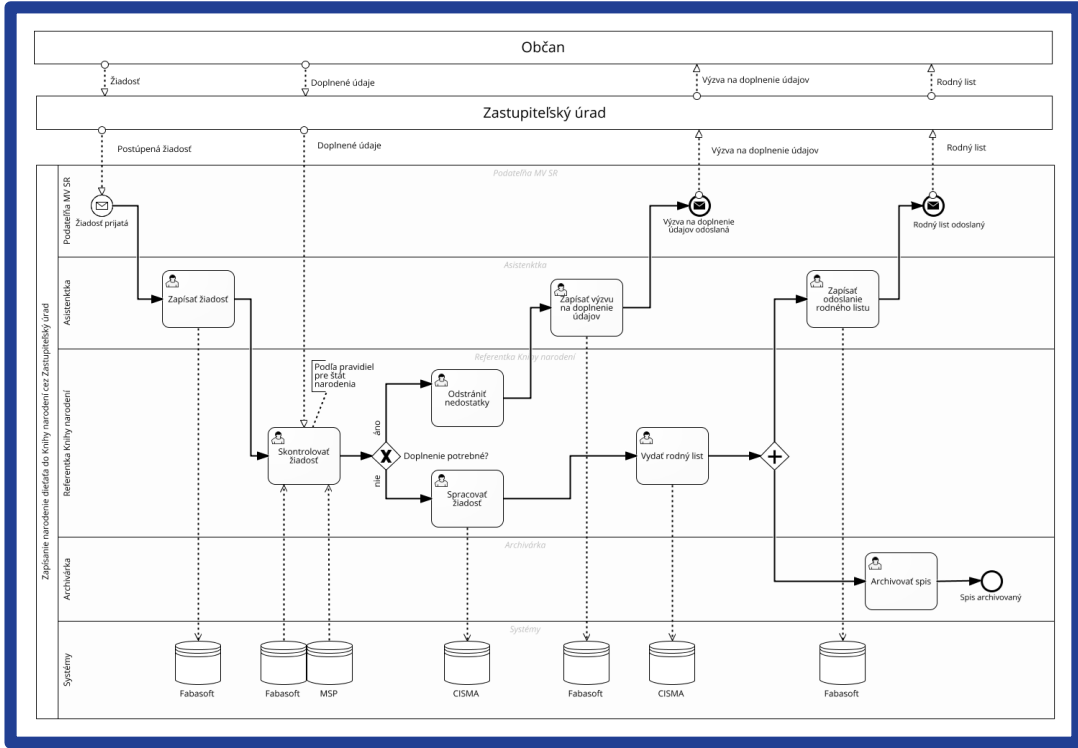 Občan
Žiadosť
Doplnené údaje
Výzva na doplnenie údajov
Rodný list
Zastupiteľský úrad
Postúpená žiadosť
Doplnené údaje
Výzva na doplnenie údajov
Rodný list
Zapísanie narodenie dieťaťa do Knihy narodení cez Zastupiteľský úrad
Podateľňa MV SR
Podateľňa MV SR
Žiadosť prijatá
Výzva na doplnenie
údajov odoslaná
Rodný list odoslaný
Asistenktka
Asistenktka
Zapísať žiadosť
Zapísať výzvu
na doplnenie
údajov
Zapísať
odoslanie
rodného listu
Referentka Knihy narodení
Referentka Knihy narodení
Podľa pravidiel
pre štát
narodenia
Odstrániť
nedostatky
áno
Skontrolovať
žiadosť
X
Doplnenie potrebné?
Vydať rodný list
nie
Spracovať
žiadosť
Archivárka
Archivárka
Archivovať spis
Spis archivovaný
Systémy
Systémy
Fabasoft
Fabasoft
MSP
CISMA
Fabasoft
CISMA
Fabasoft